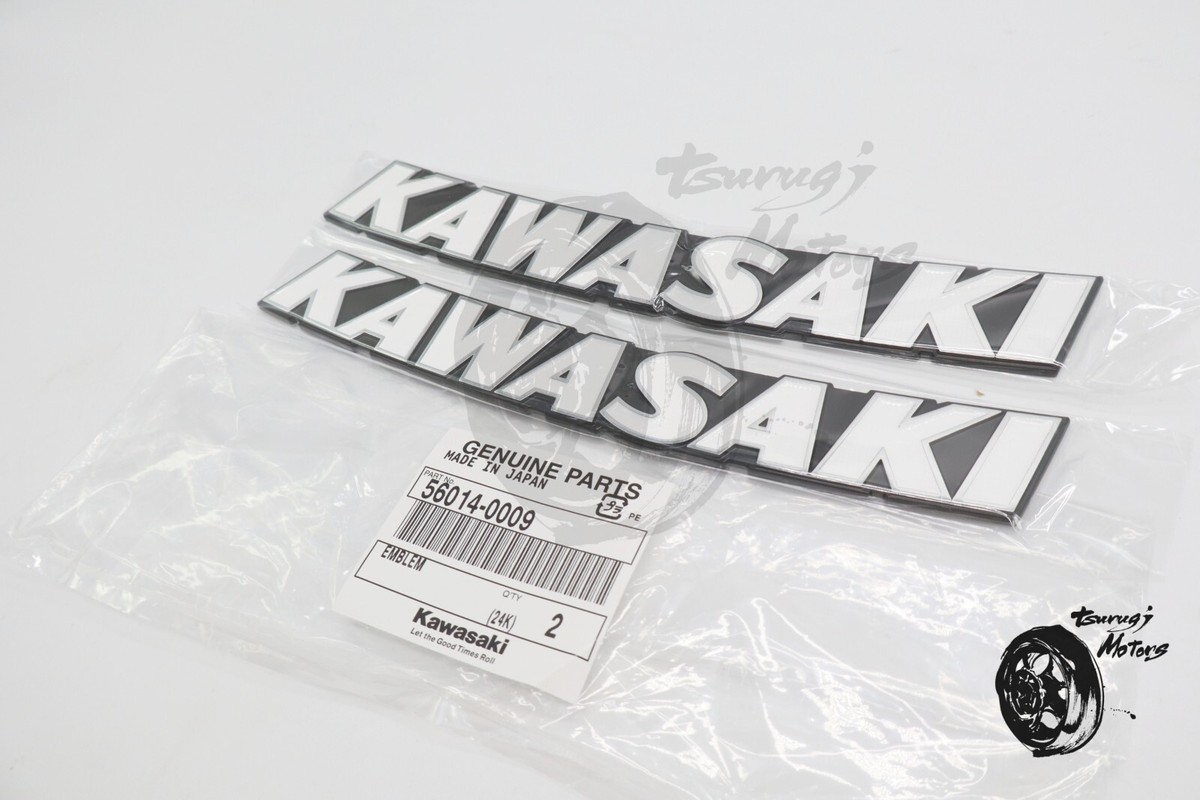 tsurugi
Motors
KAWASAKI
KAWASAKI
GENUINE PARTS
MADE IN JAPAN
PE
PART No.
56014-0009
EMBLEM
Q'TY
(24K) 2
Kawasaki
Let the Good Times Roll
tsurugi
Motors